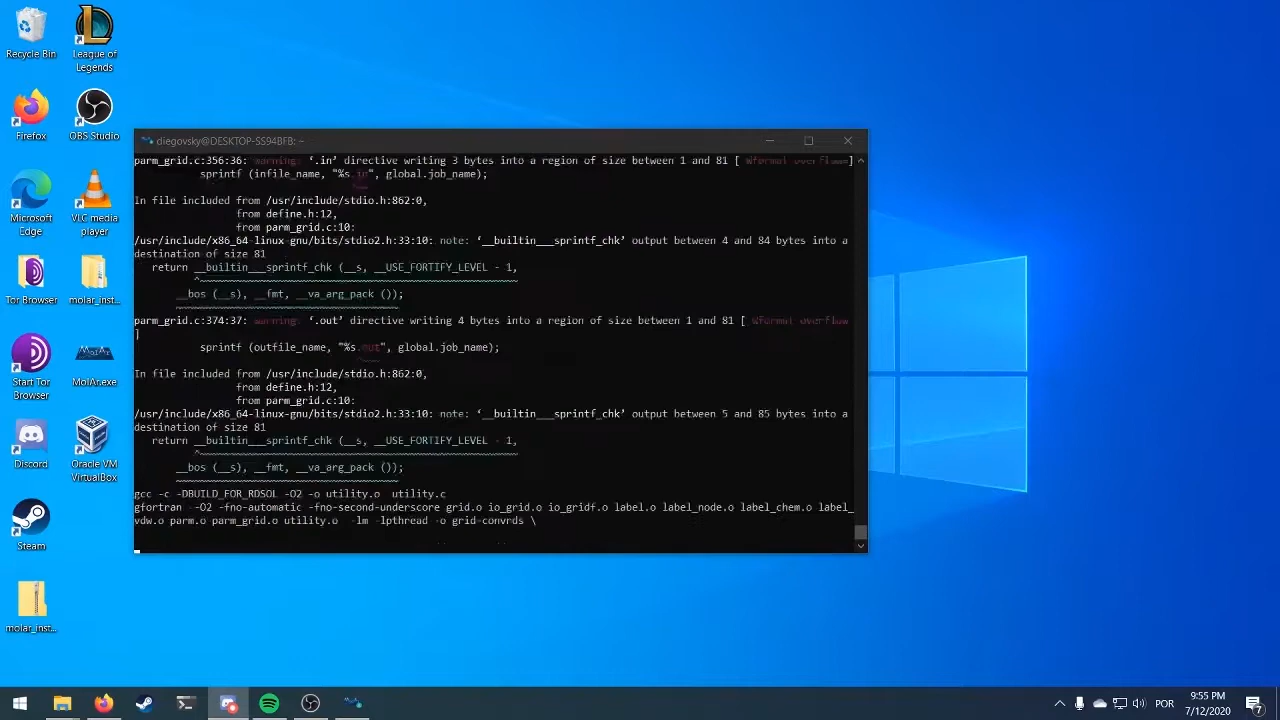 Recycle Bin
League of
Legends
Firefox
OBS Studio
Microsoft
Edge
VLC media
player
Tor Browser
molar_inst...
Start Tor
Browser
MolAr.exe
Discord
Oracle VM
VirtualBox
Steam
molar_inst...
diegovsky@DESKTOP-SS94BFB: ~
parm_grid.c:356:36: warning: ‘.in’ directive writing 3 bytes into a region of size between 1 and 81 [ Wformat overflow]
sprintf (infile_name, "%s.in", global.job_name);
In file included from /usr/include/stdio.h:862:0,
from define.h:12,
from parm_grid.c:10:
/usr/include/x86_64-linux-gnu/bits/stdio2.h:33:10: note: ‘__builtin___sprintf_chk’ output between 4 and 84 bytes into a
destination of size 81
return __builtin___sprintf_chk (__s, __USE_FORTIFY_LEVEL - 1,
__bos (__s), __fmt, __va_arg_pack ());
parm_grid.c:374:37: warning: ‘.out’ directive writing 4 bytes into a region of size between 1 and 81 [ Wformat overflow
]
sprintf (outfile_name, "%s.out", global.job_name);
In file included from /usr/include/stdio.h:862:0,
from define.h:12,
from parm_grid.c:10:
/usr/include/x86_64-linux-gnu/bits/stdio2.h:33:10: note: ‘__builtin___sprintf_chk’ output between 5 and 85 bytes into a
destination of size 81
return __builtin___sprintf_chk (__s, __USE_FORTIFY_LEVEL - 1,
__bos (__s), __fmt, __va_arg_pack ());
gcc -c -DBUILD_FOR_RDSOL -O2 -o utility.o utility.c
gfortran -O2 -fno-automatic -fno-second-underscore grid.o io_grid.o io_gridf.o label.o label_node.o label_chem.o label_
vdw.o parm.o parm_grid.o utility.o -lm -lpthread -o grid-convrds \
POR
9:55 PM
7/12/2020
7